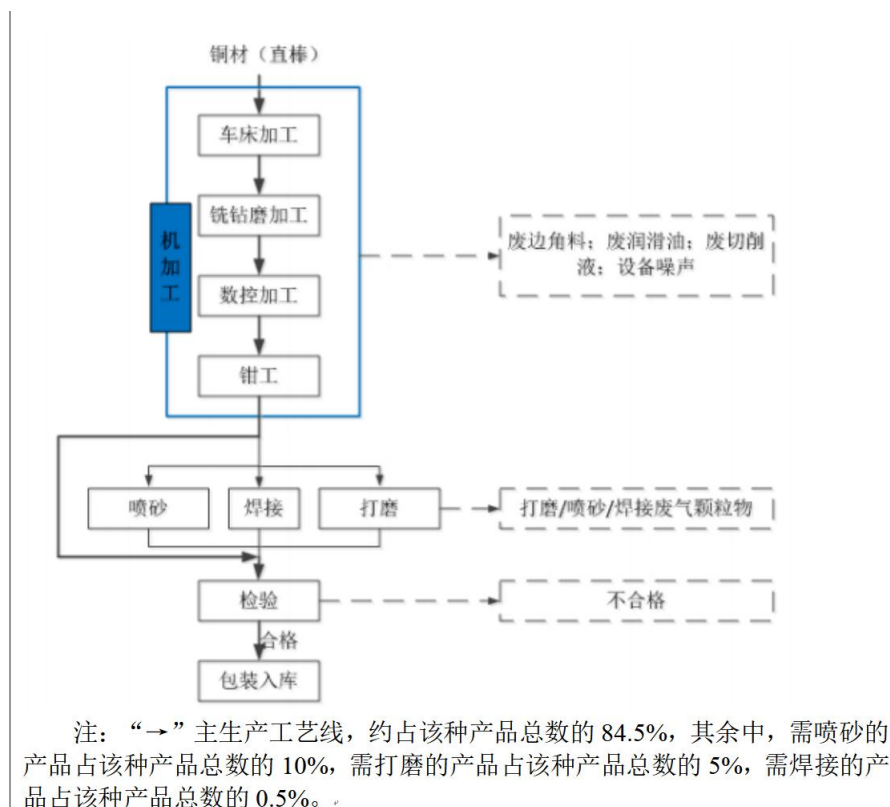 铜材（直棒）
车床加工
铣钻磨加工
机加工
废边角料；废润滑油；废切削
液；设备噪声
数控加工
钳工
喷砂
焊接
打磨
打磨/喷砂/焊接废气颗粒物
检验
不合格
合格
包装入库
注：“→”主生产工艺线，约占该种产品总数的 84.5%，其余中，需喷砂的
产品占该种产品总数的 10%，需打磨的产品占该种产品总数的 5%，需焊接的产
品占该种产品总数的 0.5%。